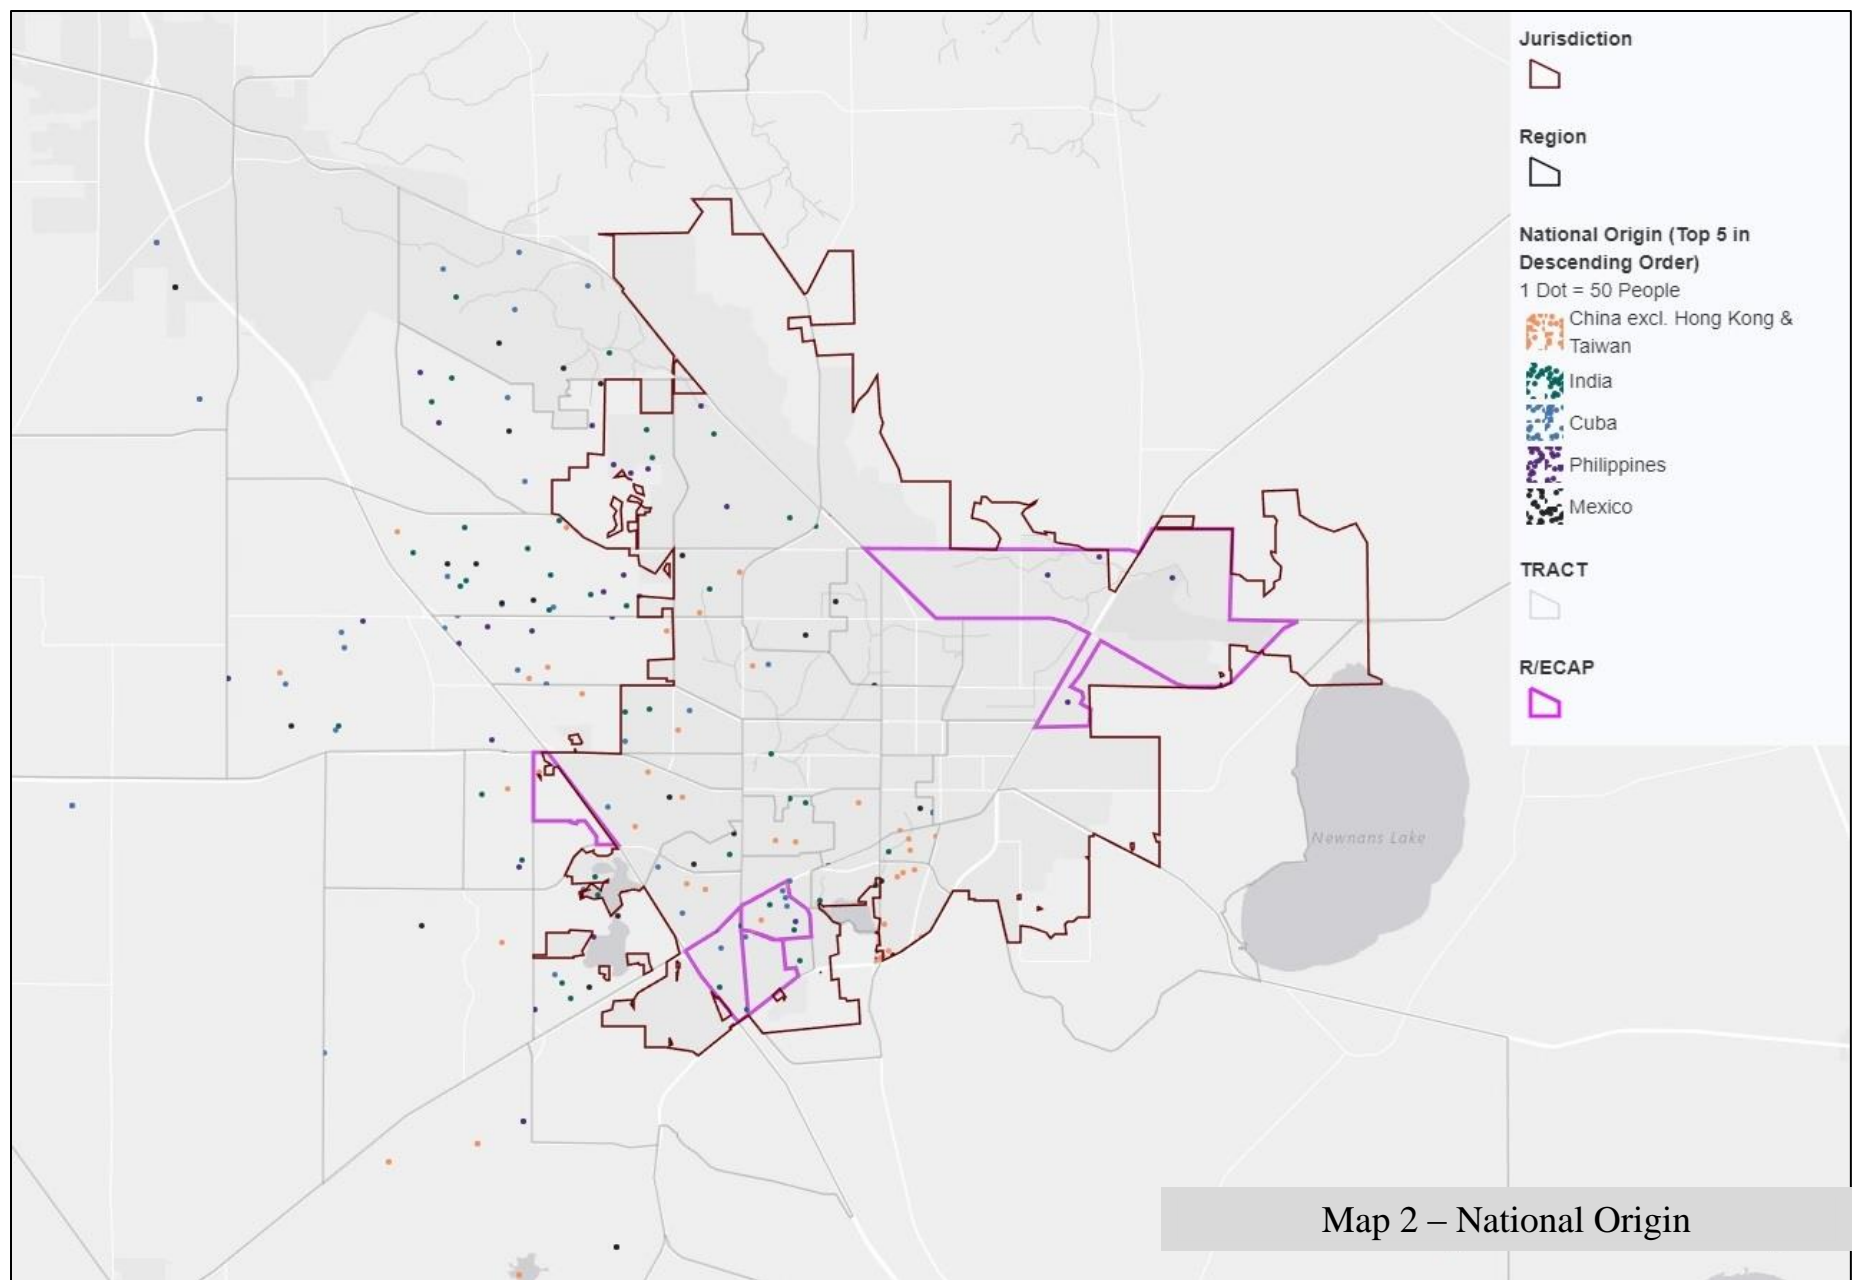 Jurisdiction
Region
National Origin (Top 5 in
Descending Order)
1 Dot = 50 People
China excl. Hong Kong &
Taiwan
India
Cuba
Philippines
Mexico
TRACT
R/ECAP
Newnans Lake
Map 2 – National Origin